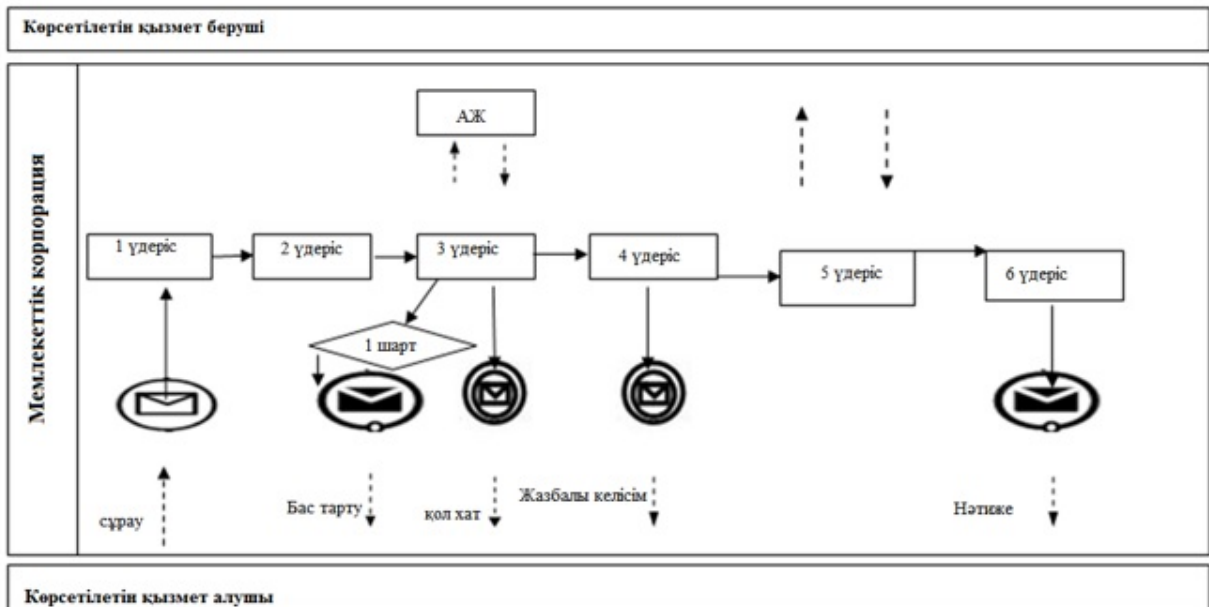 Көрсетілетін қызмет беруші
Мемлекеттік корпорация
АЖ
1 үдеріс
2 үдеріс
3 үдеріс
4 үдеріс
5 үдеріс
6 үдеріс
1 шарт
сұрау
Бас тарту
қол хат
Жазбалы келісім
Нәтиже
Көрсетілетін қызмет алушы